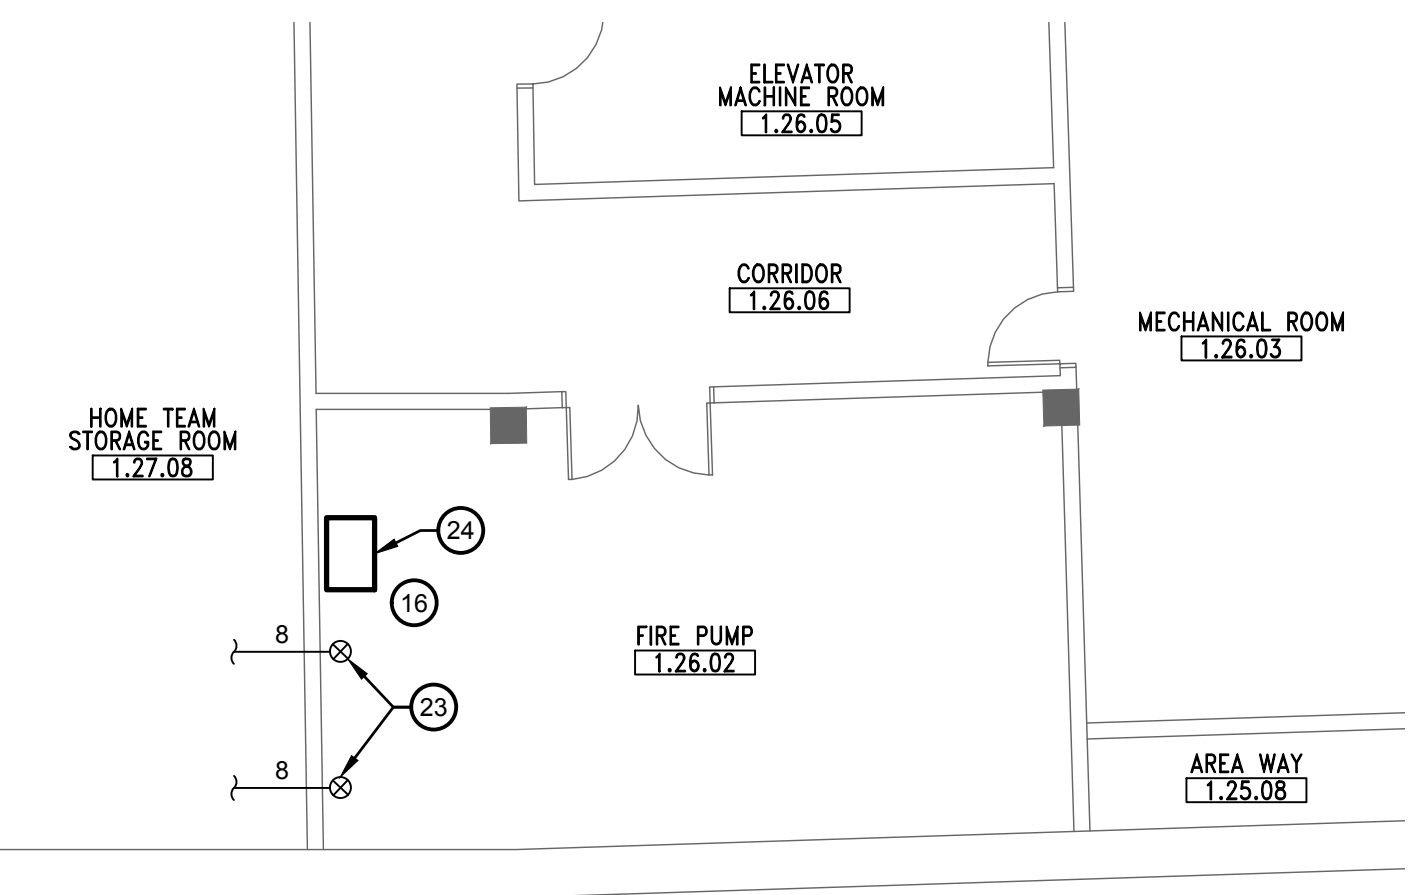 ELEVATOR
MACHINE ROOM
1.26.05
CORRIDOR
1.26.06
MECHANICAL ROOM
1.26.03
HOME TEAM
STORAGE ROOM
1.27.08
24
16
8
FIRE PUMP
1.26.02
23
8
AREA WAY
1.25.08